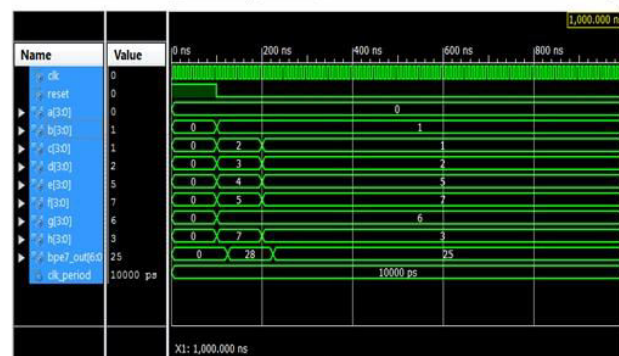 1,000.000 n
Name Value 0 ns 200 ns 400 ns 600 ns 800 ns
clk 0
reset 0
a[3:0] 0 0
b[3:0] 1 0 1
c[3:0] 1 0 2 1
d[3:0] 2 0 3 2
e[3:0] 5 0 4 5
f[3:0] 7 0 5 7
g[3:0] 6 0 6
h[3:0] 3 0 7 3
bpe7_out[6:0 25 0 28 25
clk_period 10000 ps 10000 ps
X1: 1,000.000 ns